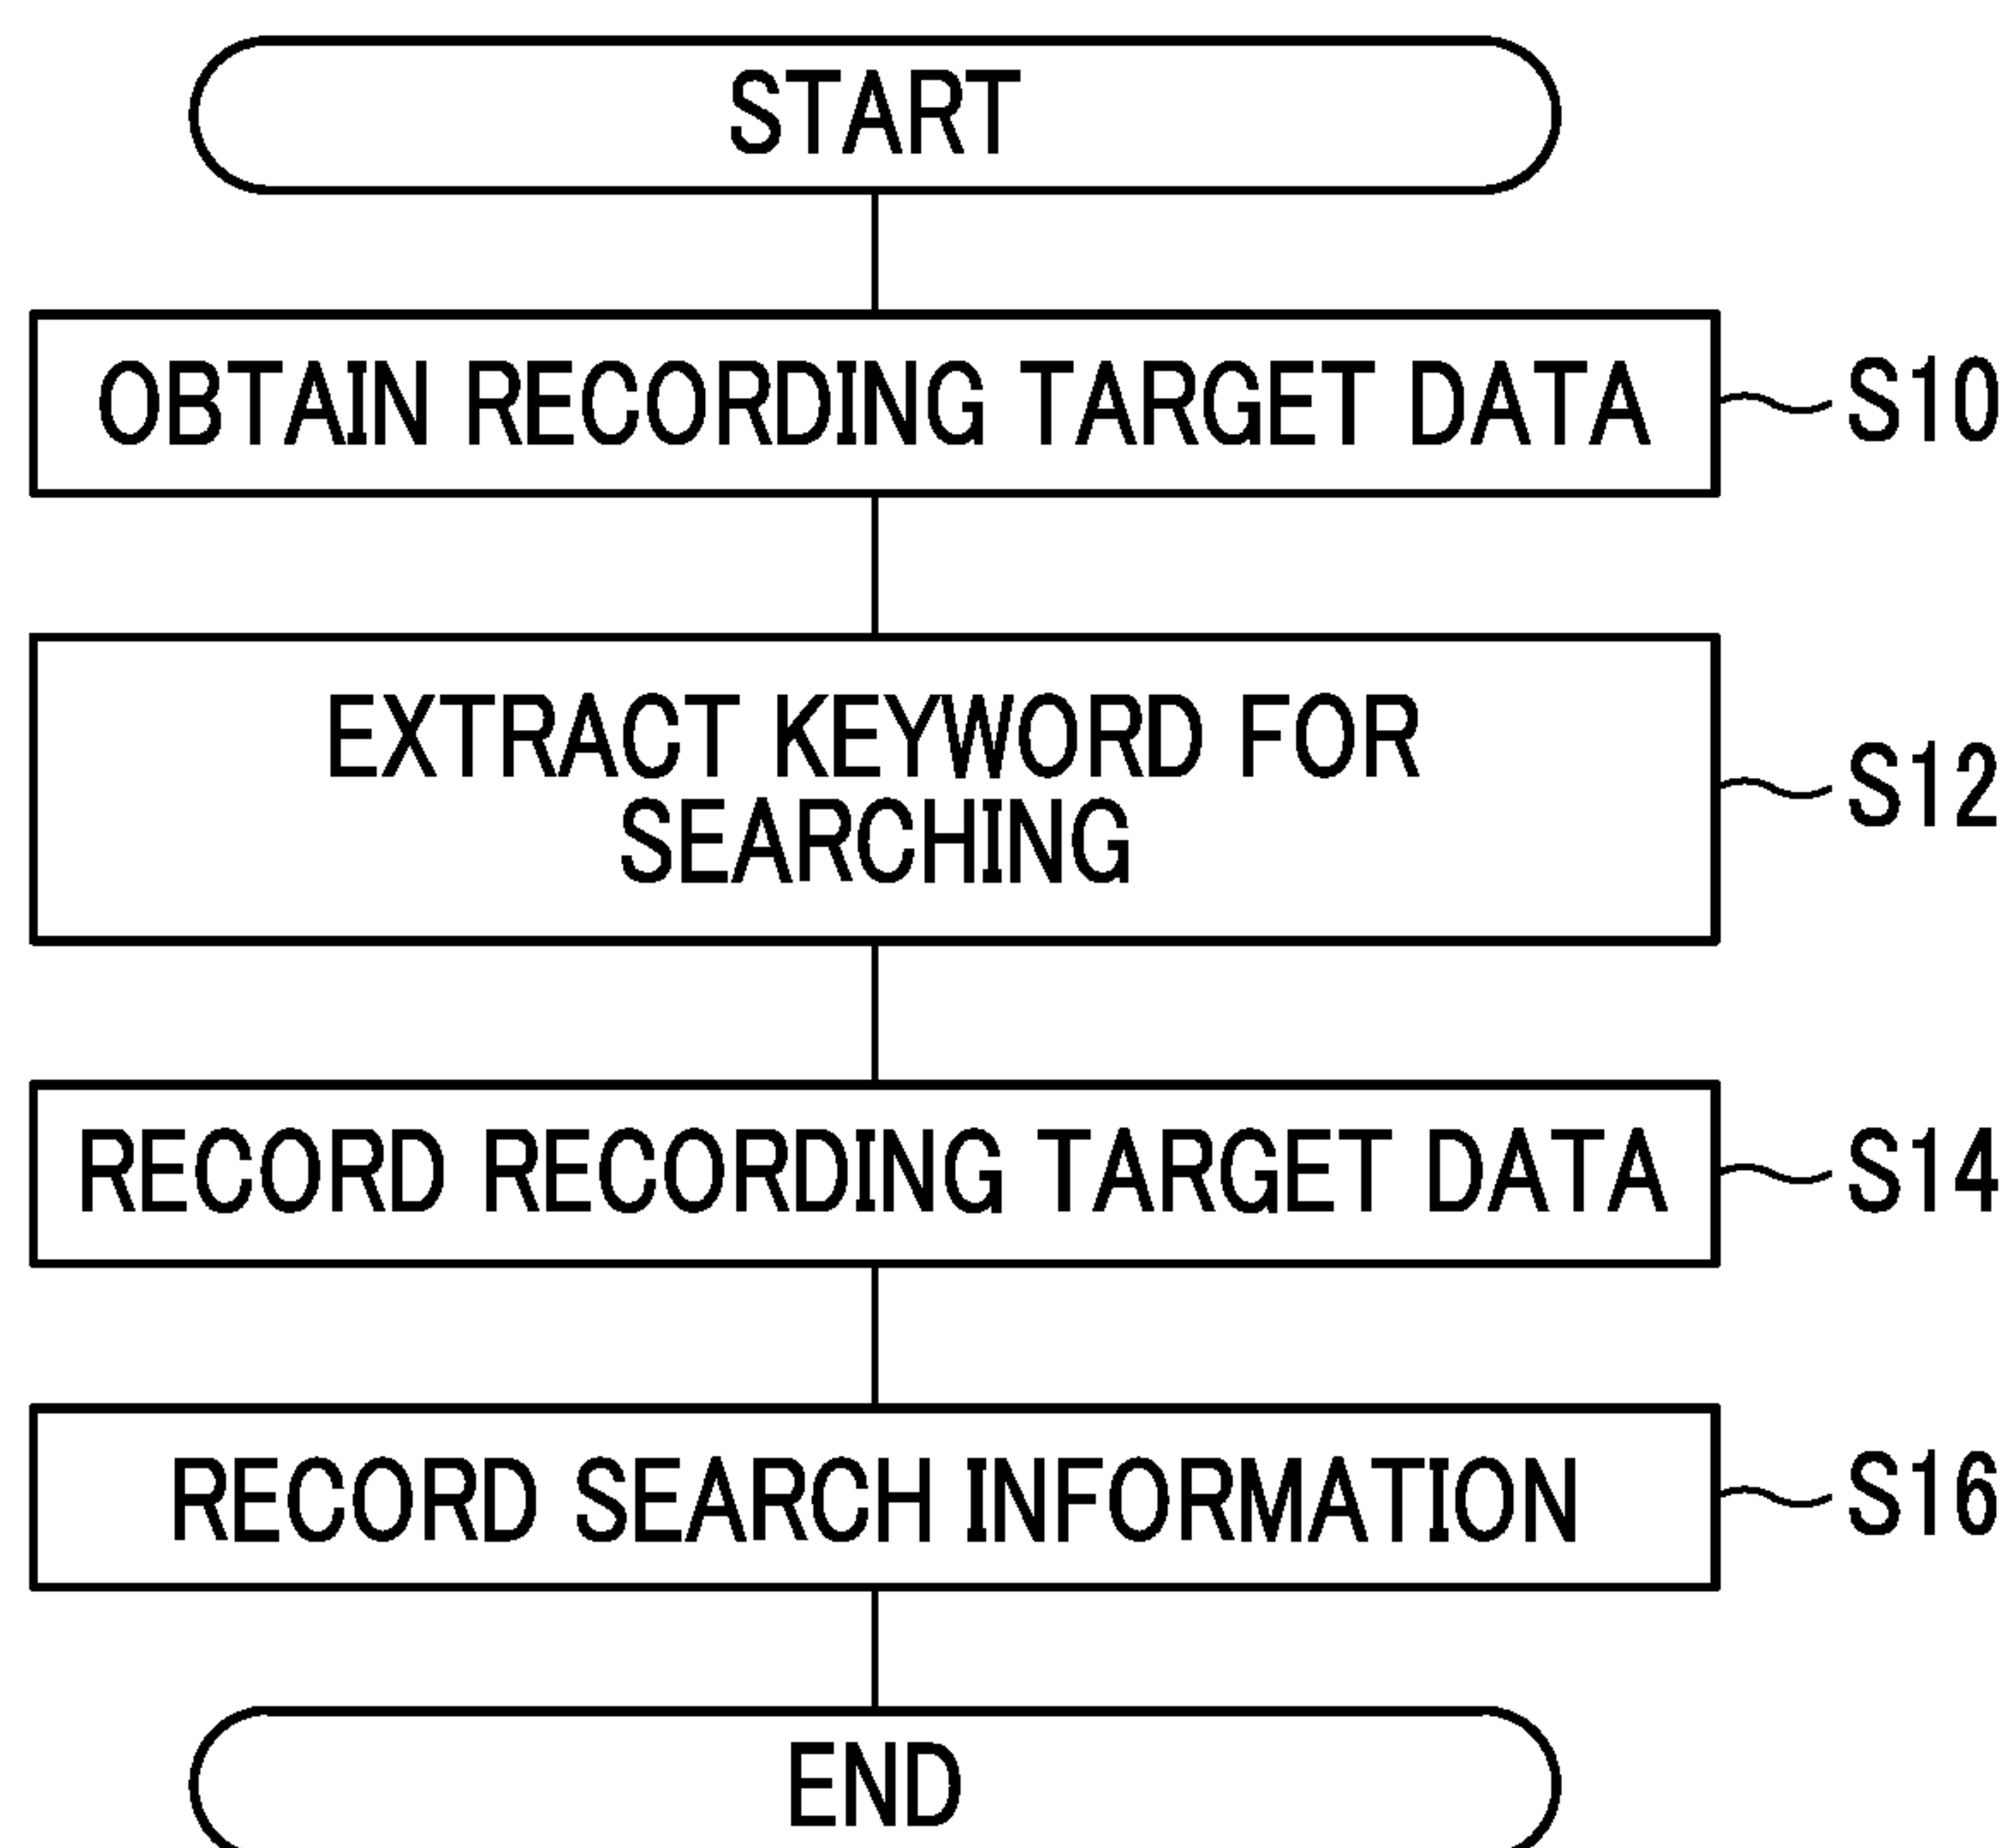 START
OBTAIN RECORDING TARGET DATA
S10
EXTRACT KEYWORD FOR
SEARCHING
S12
RECORD RECORDING TARGET DATA
S14
RECORD SEARCH INFORMATION
S16
END